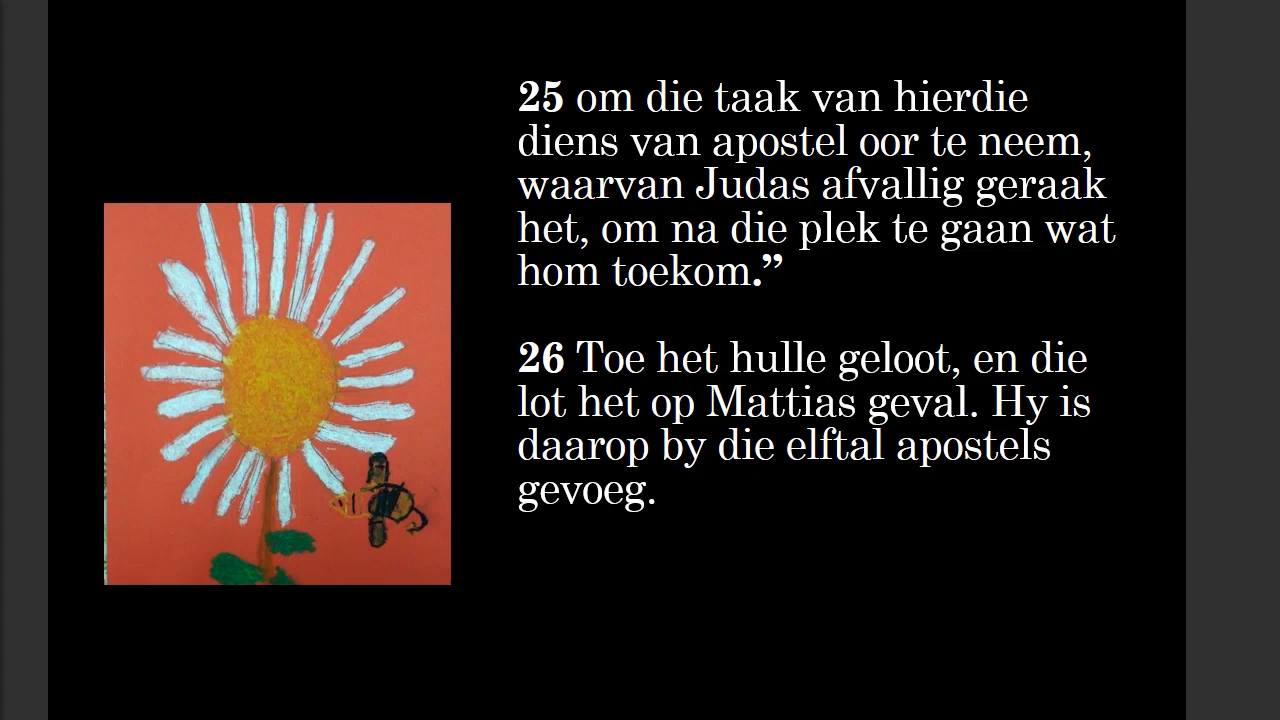 25 om die taak van hierdie
diens van apostel oor te neem,
waarvan Judas afvallig geraak
het, om na die plek te gaan wat
hom toekom.”
26 Toe het hulle geloot, en die
lot het op Mattias geval. Hy is
daarop by die elftal apostels
gevoeg.